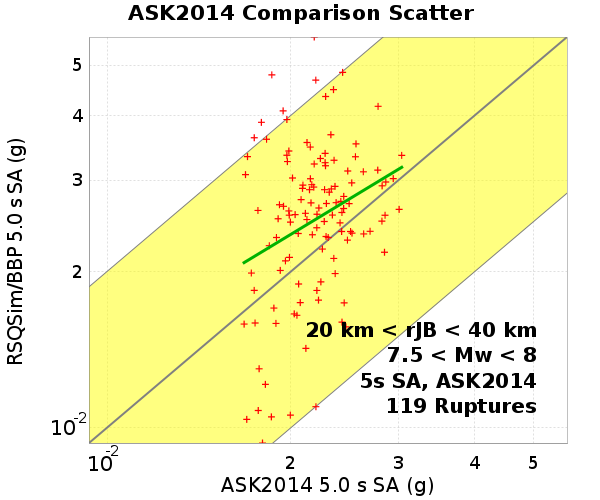 ASK2014 Comparison Scatter
RSQSim/BBP 5.0 s SA (g)
5
4
3
2
10^-2
20 km < rJB < 40 km
7.5 < Mw < 8
5s SA, ASK2014
119 Ruptures
10^-2 2 3 4 5
ASK2014 5.0 s SA (g)